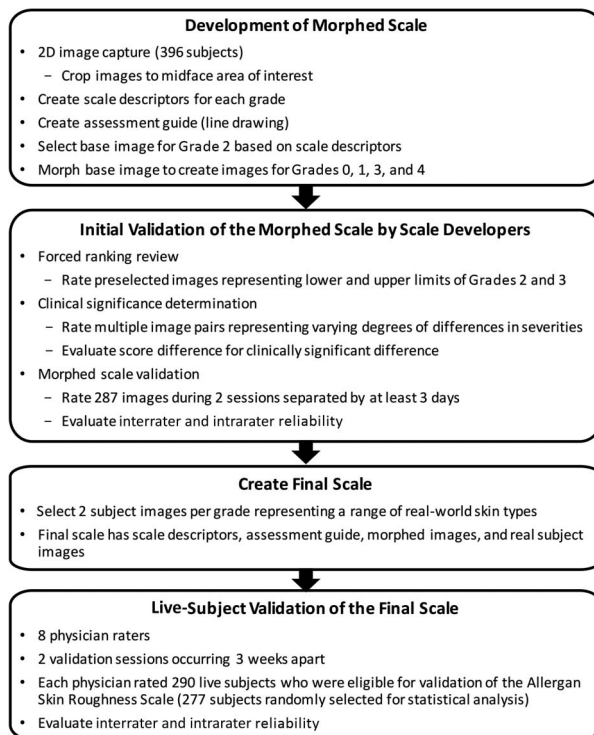 Development of Morphed Scale
• 2D image capture (396 subjects)
– Crop images to midface area of interest
• Create scale descriptors for each grade
• Create assessment guide (line drawing)
• Select base image for Grade 2 based on scale descriptors
• Morph base image to create images for Grades 0, 1, 3, and 4
Initial Validation of the Morphed Scale by Scale Developers
• Forced ranking review
– Rate preselected images representing lower and upper limits of Grades 2 and 3
• Clinical significance determination
– Rate multiple image pairs representing varying degrees of differences in severities
– Evaluate score difference for clinically significant difference
• Morphed scale validation
– Rate 287 images during 2 sessions separated by at least 3 days
– Evaluate interrater and intrarater reliability
Create Final Scale
• Select 2 subject images per grade representing a range of real-world skin types
• Final scale has scale descriptors, assessment guide, morphed images, and real subject
images
Live-Subject Validation of the Final Scale
• 8 physician raters
• 2 validation sessions occurring 3 weeks apart
• Each physician rated 290 live subjects who were eligible for validation of the Allergan
Skin Roughness Scale (277 subjects randomly selected for statistical analysis)
• Evaluate interrater and intrarater reliability